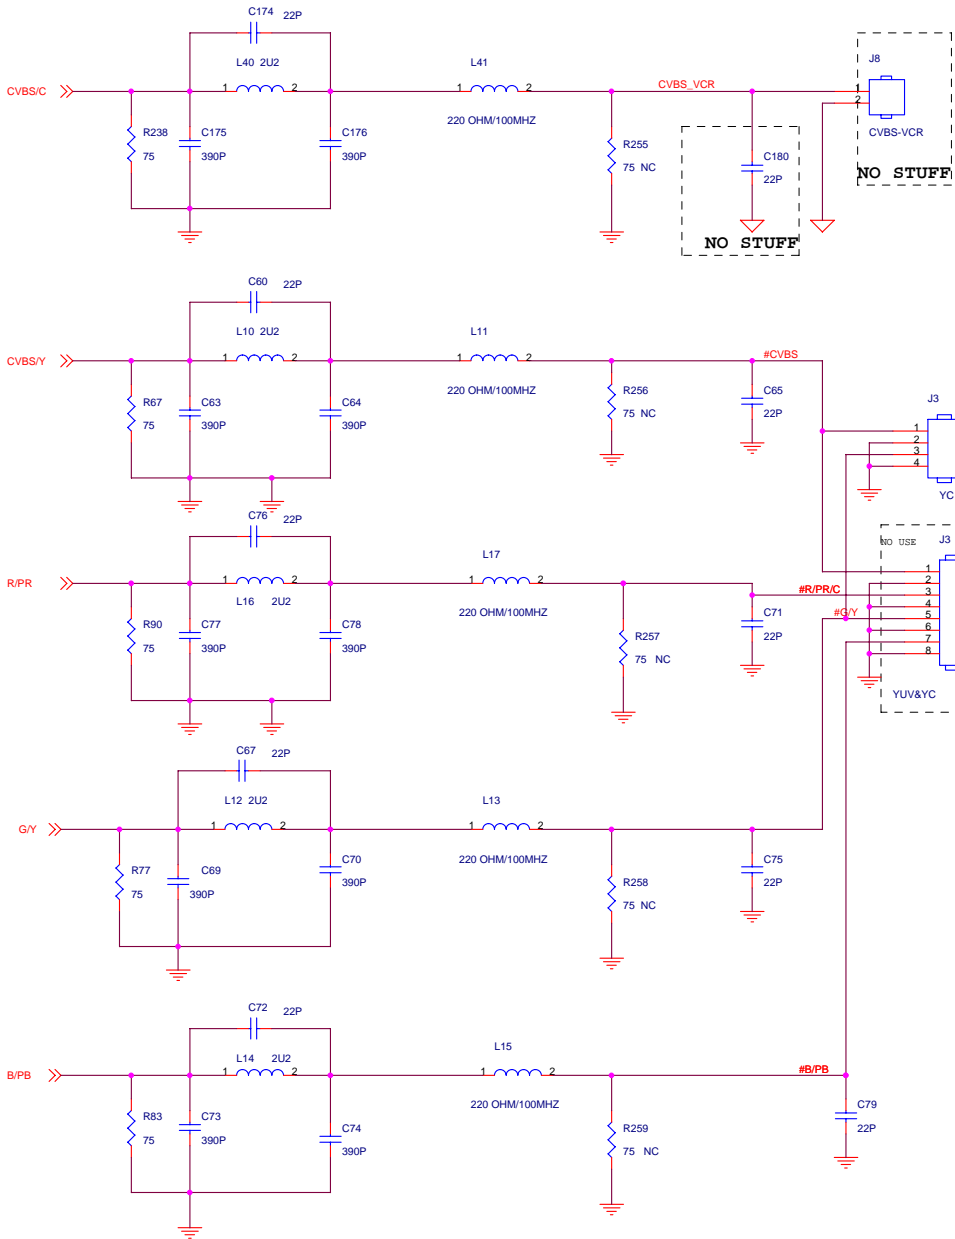 C174 22P
L40 2U2
1 2
L41
1 2
220 OHM/100MHZ
CVBS/C
CVBS_VCR
J8
1
2
CVBS-VCR
NO STUFF
R238
75
C175
390P
C176
390P
R255
75 NC
C180
22P
NO STUFF
C60 22P
L10 2U2
1 2
L11
1 2
220 OHM/100MHZ
CVBS/Y
#CVBS
R67
75
C63
390P
C64
390P
R256
75 NC
C65
22P
J3
1
2
3
4
YC
C76 22P
L16 2U2
1 2
L17
1 2
220 OHM/100MHZ
R/PR
#R/PR/C
#G/Y
R90
75
C77
390P
C78
390P
R257
75 NC
C71
22P
NO USE
J3
1
2
3
4
5
6
7
8
YUV&YC
C67 22P
L12 2U2
1 2
L13
1 2
220 OHM/100MHZ
G/Y
R77
75
C69
390P
C70
390P
R258
75 NC
C75
22P
C72 22P
L14 2U2
1 2
L15
1 2
220 OHM/100MHZ
B/PB
#B/PB
R83
75
C73
390P
C74
390P
R259
75 NC
C79
22P